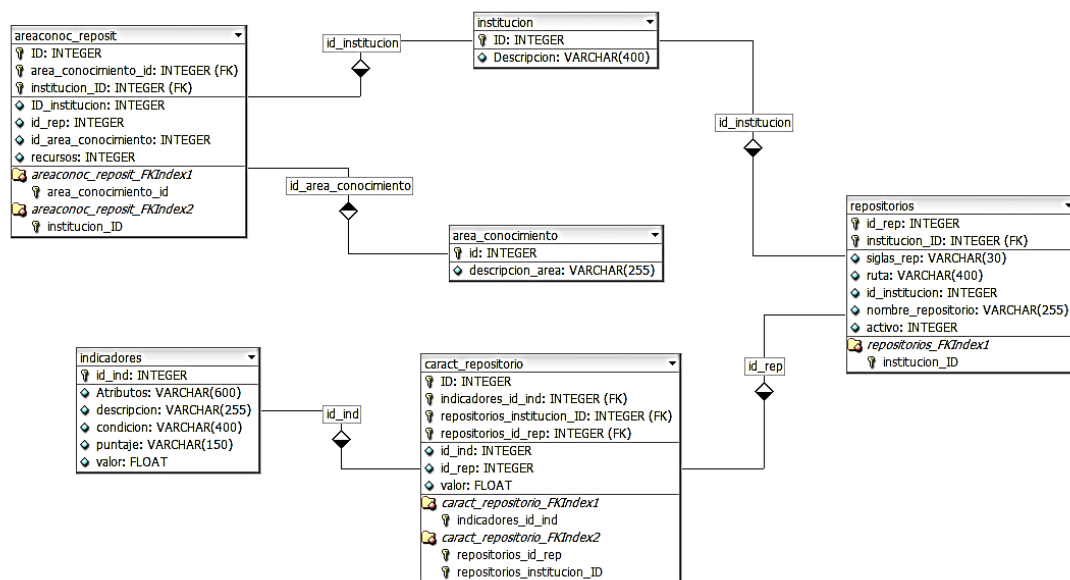 areaconoc_reposit
ID: INTEGER
area_conocimiento_id: INTEGER (FK)
institucion_ID: INTEGER (FK)
ID_institucion: INTEGER
id_rep: INTEGER
id_area_conocimiento: INTEGER
recursos: INTEGER
areaconoc_reposit_FKIndex1
area_conocimiento_id
areaconoc_reposit_FKIndex2
institucion_ID
id_institucion
institucion
ID: INTEGER
Descripcion: VARCHAR(400)
id_institucion
id_area_conocimiento
area_conocimiento
id: INTEGER
descripcion_area: VARCHAR(255)
repositorios
id_rep: INTEGER
institucion_ID: INTEGER (FK)
siglas_rep: VARCHAR(30)
ruta: VARCHAR(400)
id_institucion: INTEGER
nombre_repositorio: VARCHAR(255)
activo: INTEGER
repositorios_FKIndex1
institucion_ID
indicadores
id_ind: INTEGER
Atributos: VARCHAR(600)
descripcion: VARCHAR(255)
condicion: VARCHAR(400)
puntaje: VARCHAR(150)
valor: FLOAT
id_ind
caract_repositorio
ID: INTEGER
indicadores_id_ind: INTEGER (FK)
repositorios_institucion_ID: INTEGER (FK)
repositorios_id_rep: INTEGER (FK)
id_ind: INTEGER
id_rep: INTEGER
valor: FLOAT
caract_repositorio_FKIndex1
indicadores_id_ind
caract_repositorio_FKIndex2
repositorios_id_rep
repositorios_institucion_ID
id_rep